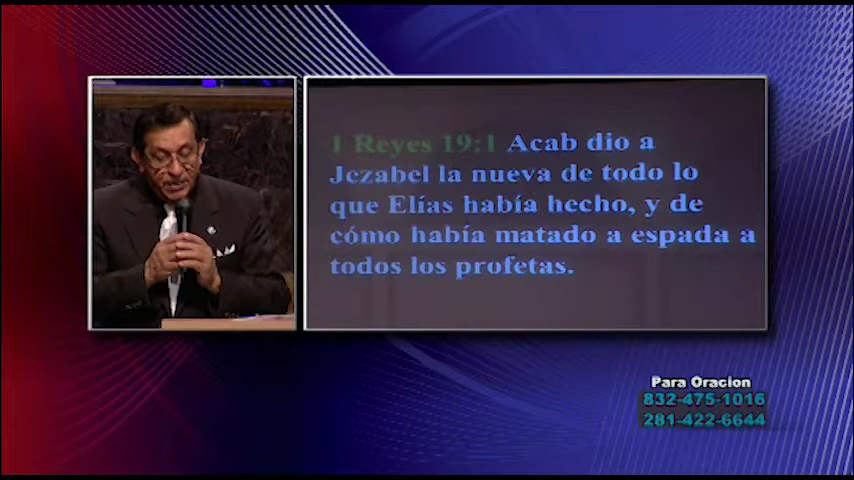 1 Reyes 19:1 Acab dio a
Jezabel la nueva de todo lo
que Elías había hecho, y de
cómo había matado a espada a
todos los profetas.
Para Oracion
832-475-1016
281-422-6644